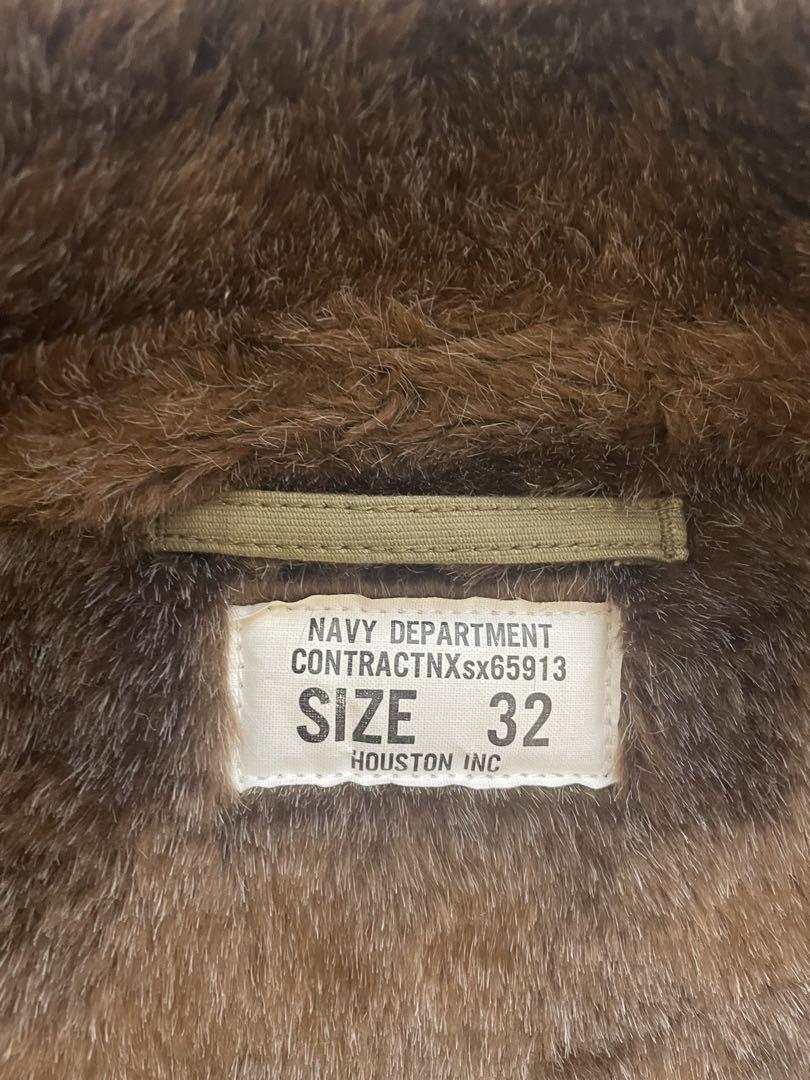 NAVY DEPARTMENT
CONTRACTNXsx65913
SIZE 32
HOUSTON INC